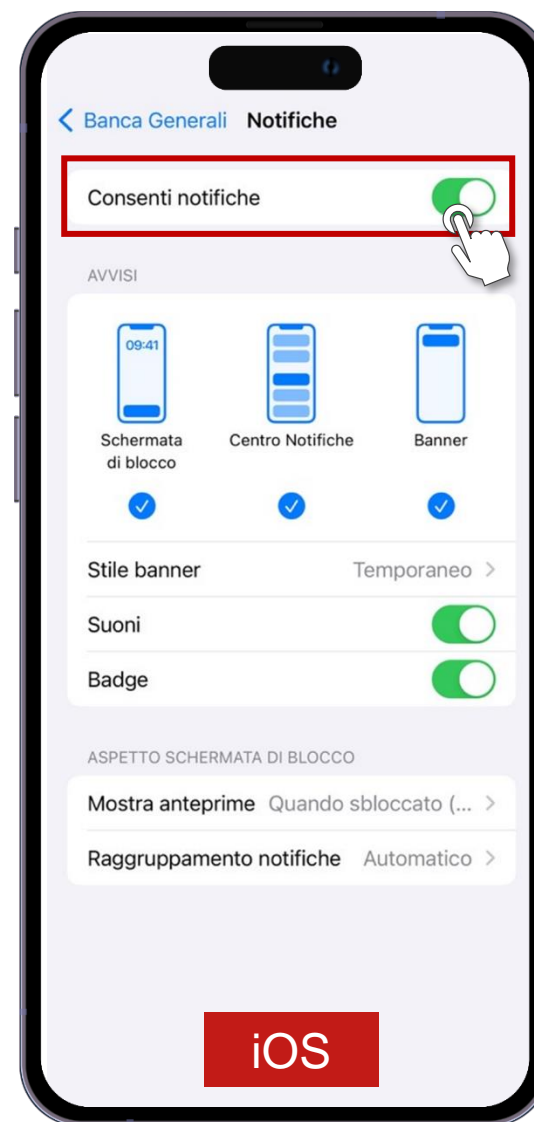 Banca Generali Notifiche
Consenti notifiche
AVVISI
09:41
Schermata
di blocco
Centro Notifiche
Banner
Stile banner Temporaneo
Suoni
Badge
ASPETTO SCHERMATA DI BLOCCO
Mostra anteprime Quando sbloccato (...
Raggruppamento notifiche Automatico
iOS